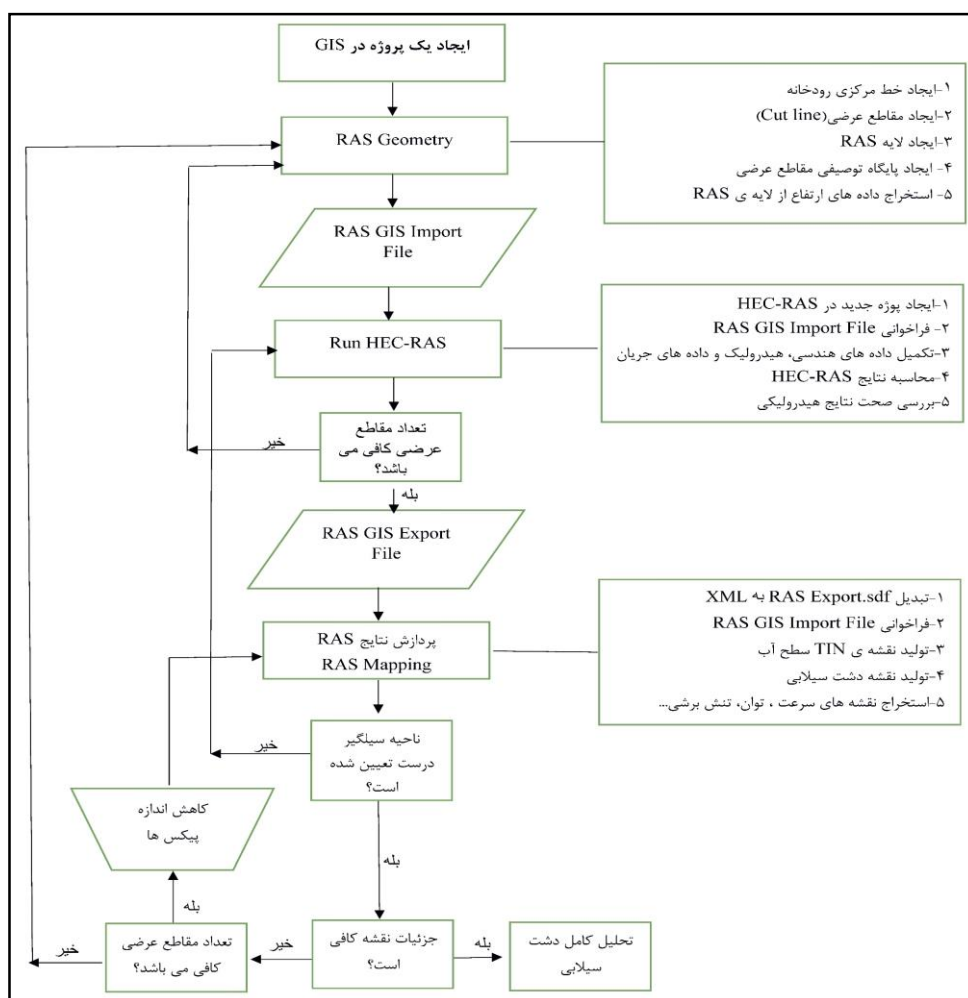 ایجاد یک پروژه در GIS
RAS Geometry
۱-ایجاد خط مرکزی رودخانه
۲-ایجاد مقاطع عرضی(Cut line)
۳-ایجاد لایه RAS
۴- ایجاد پایگاه توصیفی مقاطع عرضی
۵- استخراج داده های ارتفاع از لایه ی RAS
RAS GIS Import
File
Run HEC-RAS
۱-ایجاد پوژه جدید در HEC-RAS
۲- فراخوانی RAS GIS Import File
۳-تکمیل داده های هندسی، هیدرولیک و داده های جریان
۴-محاسبه نتایج HEC-RAS
۵-بررسی صحت نتایج هیدرولیکی
تعداد مقاطع
عرضی کافی می
باشد؟
خیر
بله
RAS GIS Export
File
پردازش نتایج RAS
RAS Mapping
۱-تبدیل RAS Export.sdf به XML
۲-فراخوانی RAS GIS Import File
۳-تولید نقشه ی TIN سطح آب
۴-تولید نقشه دشت سیلابی
۵-استخراج نقشه های سرعت ، توان، تنش برشی...
ناحیه سیلگیر
درست تعیین شده
است؟
خیر
بله
کاهش اندازه
پیکس ها
بله
جزئیات نقشه کافی
است؟
بله
تحلیل کامل دشت
سیلابی
خیر
تعداد مقاطع عرضی
کافی می باشد؟
خیر